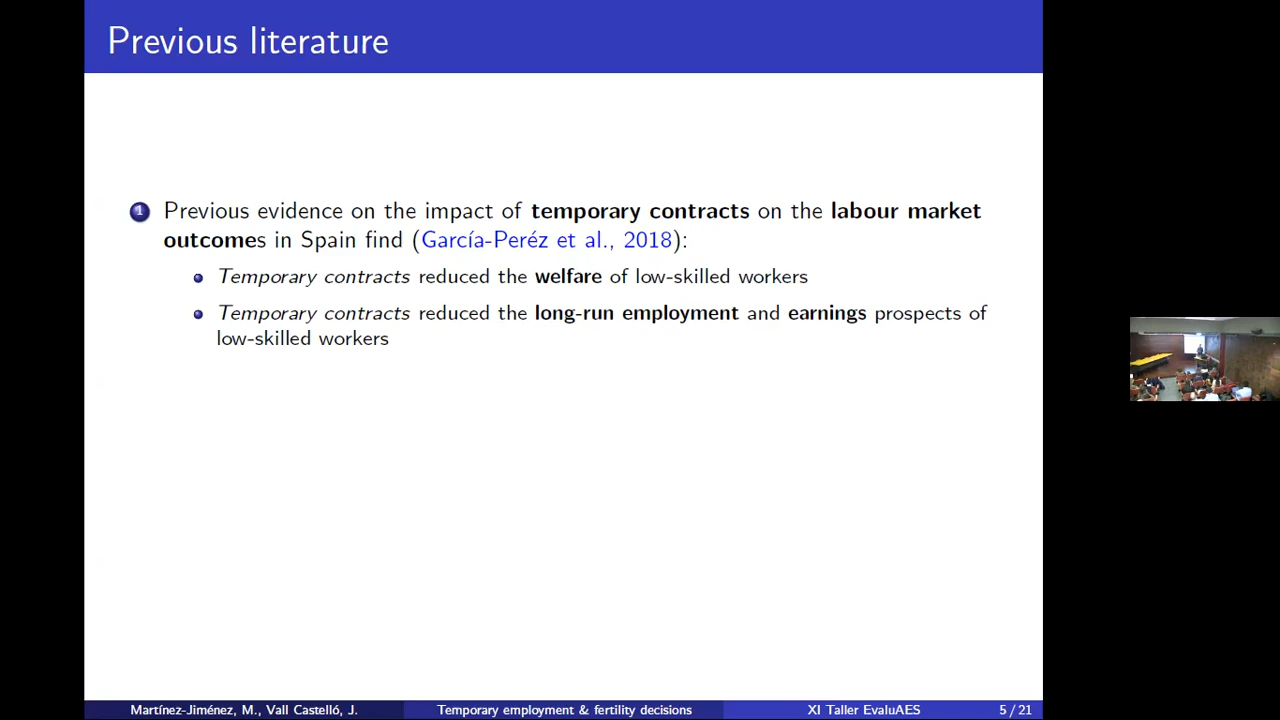 Previous literature
1 Previous evidence on the impact of temporary contracts on the labour market
outcomes in Spain find (García-Peréz et al., 2018):
Temporary contracts reduced the welfare of low-skilled workers
Temporary contracts reduced the long-run employment and earnings prospects of
low-skilled workers
Martínez-Jiménez, M., Vall Castelló, J. Temporary employment & fertility decisions XI Taller EvaluAES 5 / 21